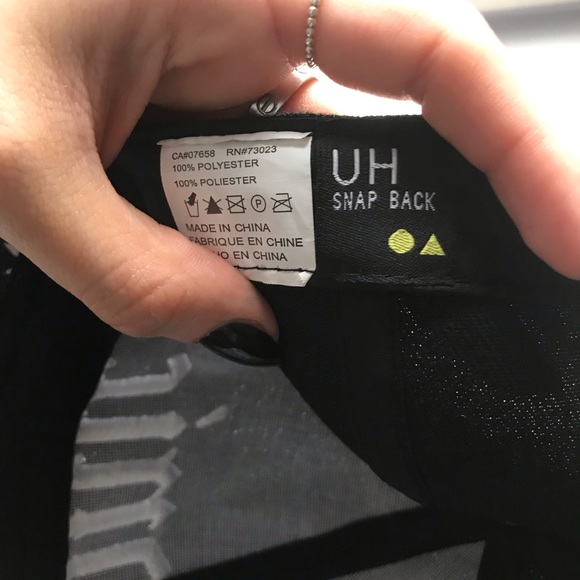 CA#07658 RN#73023
100% POLYESTER
100% POLIESTER
P
MADE IN CHINA
FABRIQUE EN CHINE
EN CHINA
UH
SNAP BACK